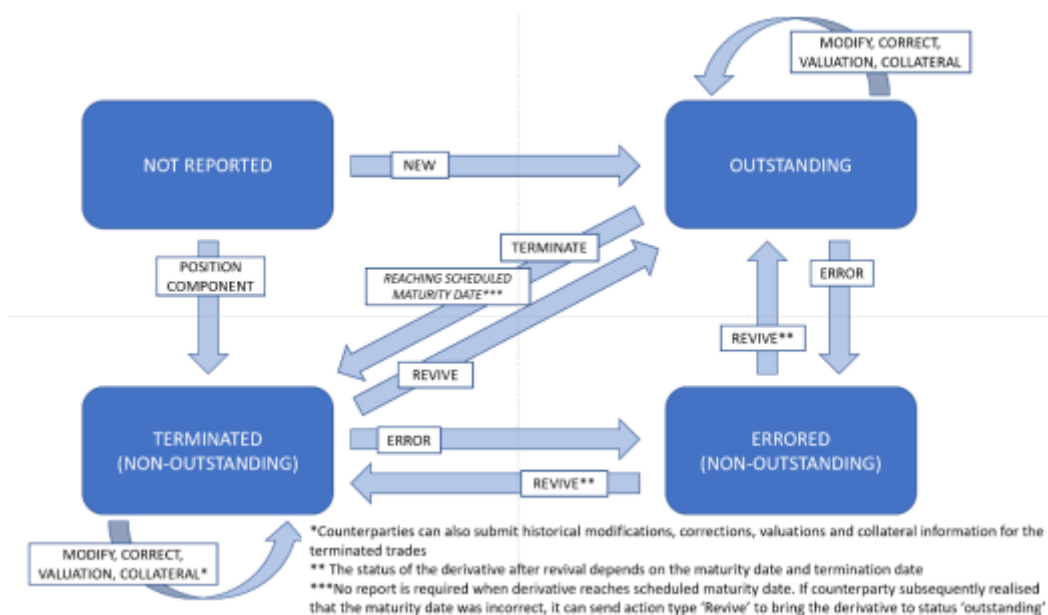 MODIFY, CORRECT,
VALUATION, COLLATERAL
NOT REPORTED
NEW
OUTSTANDING
TERMINATE
POSITION
COMPONENT
REACHING SCHEDULED
MATURITY DATE***
ERROR
REVIVE**
REVIVE
TERMINATED
(NON-OUTSTANDING)
ERROR
ERRORED
(NON-OUTSTANDING)
REVIVE**
MODIFY, CORRECT,
VALUATION, COLLATERAL*
*Counterparties can also submit historical modifications, corrections, valuations and collateral information for the
terminated trades
** The status of the derivative after revival depends on the maturity date and termination date
***No report is required when derivative reaches scheduled maturity date. If counterparty subsequently realised
that the maturity date was incorrect, it can send action type 'Revive' to bring the derivative to status 'outstanding'